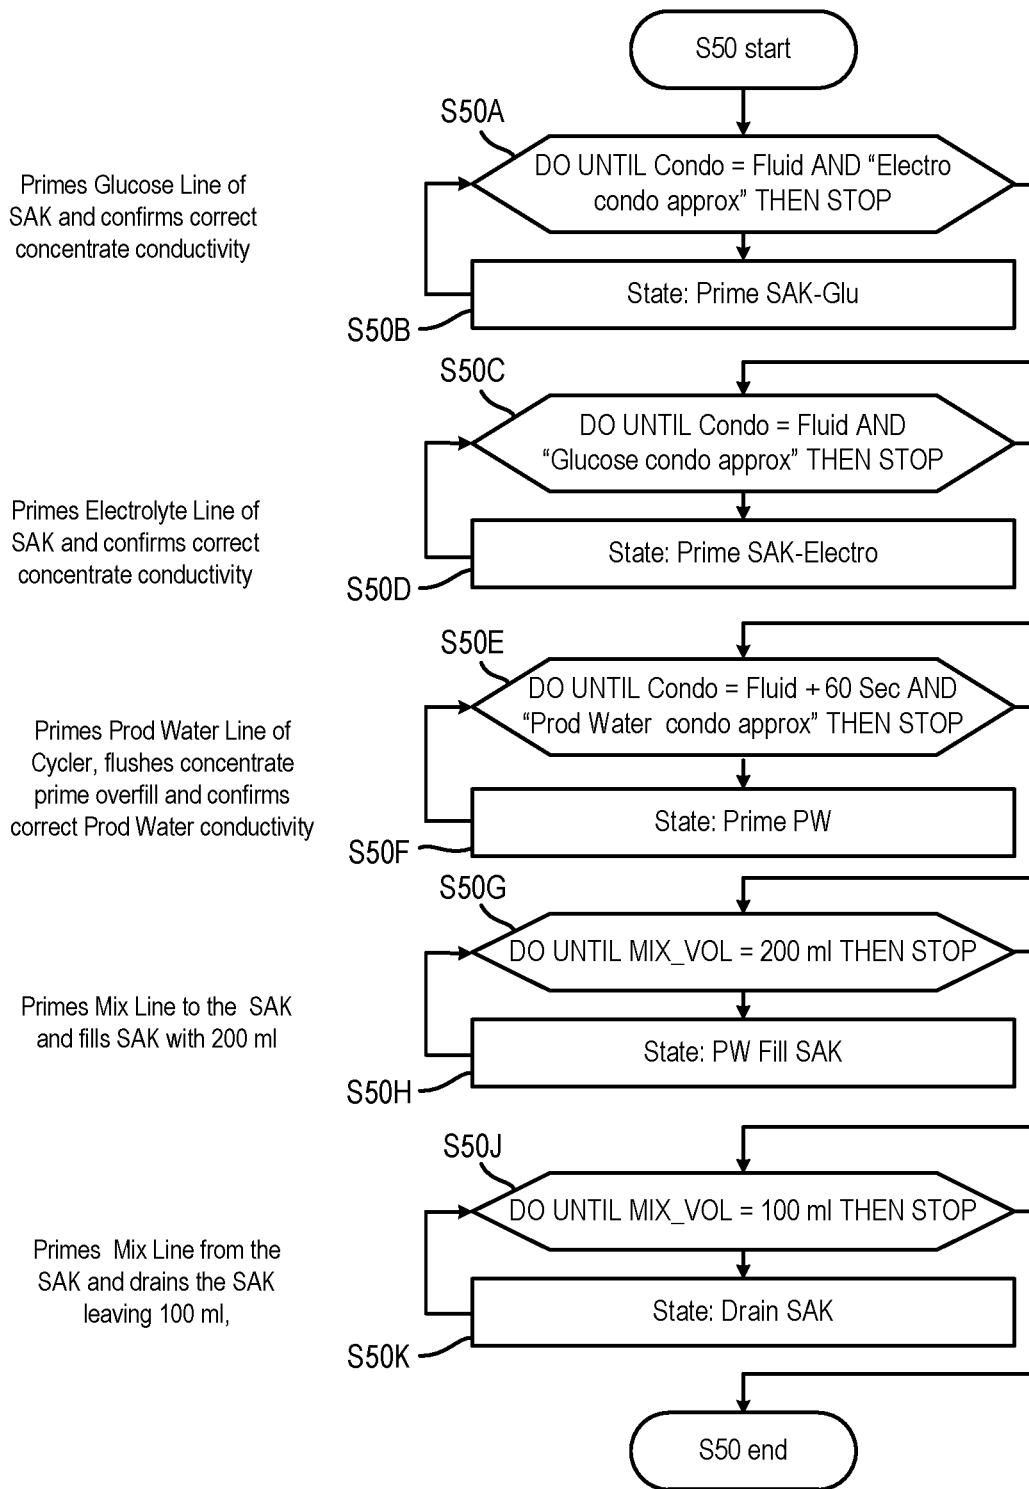 S50 start
S50A
DO UNTIL Condo = Fluid AND “Electro
condo approx” THEN STOP
Primes Glucose Line of
SAK and confirms correct
concentrate conductivity
State: Prime SAK-Glu
S50B
S50C
DO UNTIL Condo = Fluid AND
“Glucose condo approx” THEN STOP
Primes Electrolyte Line of
SAK and confirms correct
concentrate conductivity
State: Prime SAK-Electro
S50D
S50E
DO UNTIL Condo = Fluid + 60 Sec AND
“Prod Water condo approx” THEN STOP
Primes Prod Water Line of
Cycler, flushes concentrate
prime overfill and confirms
correct Prod Water conductivity
State: Prime PW
S50F
S50G
DO UNTIL MIX_VOL = 200 ml THEN STOP
Primes Mix Line to the SAK
and fills SAK with 200 ml
State: PW Fill SAK
S50H
S50J
DO UNTIL MIX_VOL = 100 ml THEN STOP
Primes Mix Line from the
SAK and drains the SAK
leaving 100 ml,
State: Drain SAK
S50K
S50 end